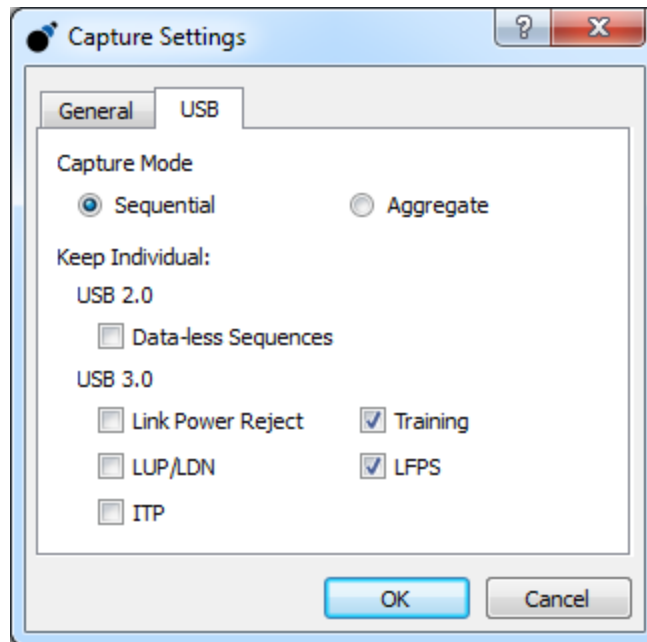 Capture Settings
?
General USB
Capture Mode
Sequential Aggregate
Keep Individual:
USB 2.0
Data-less Sequences
USB 3.0
Link Power Reject Training
LUP/LDN LFPS
ITP
OK Cancel